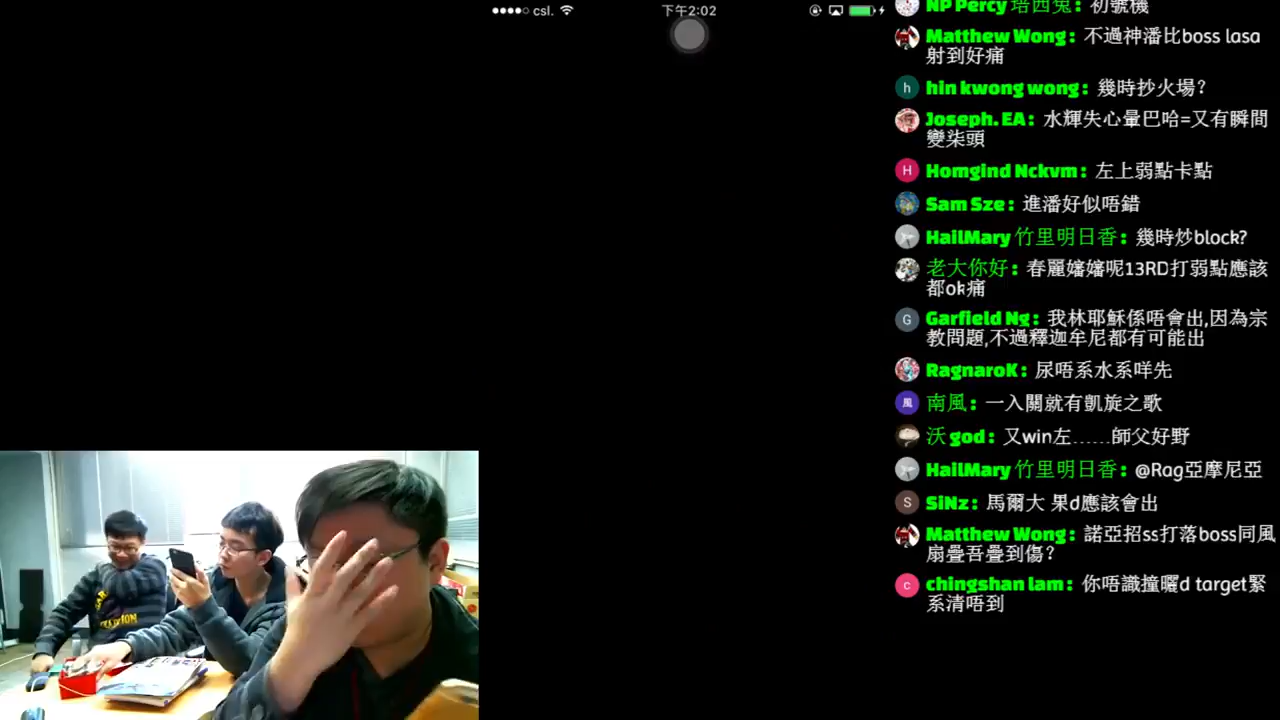 csl.
下午2:02
NP Percy 培西兔: 初號機
Matthew Wong: 不過神潘比boss lasa
射到好痛
h
hin kwong wong: 幾時抄火場?
Joseph. EA: 水輝失心暈巴哈=又有瞬間
變柒頭
H
Homgind Nckvm: 左上弱點卡點
Sam Sze: 進潘好似唔錯
HailMary 竹里明日香: 幾時炒block?
老大你好: 春麗嬸嬸呢13RD打弱點應該
都ok痛
G
Garfield Ng: 我林耶穌係唔會出,因為宗
教問題,不過釋迦牟尼都有可能出
RagnaroK: 尿唔系水系咩先
風
南風: 一入關就有凱旋之歌
沃 god: 又win左……師父好野
HailMary 竹里明日香: @Rag亞摩尼亞
S
SiNz: 馬爾大 果d應該會出
Matthew Wong: 諾亞招ss打落boss同風
扇疊吾疊到傷?
c
chingshan lam: 你唔識撞曬d target緊
系清唔到